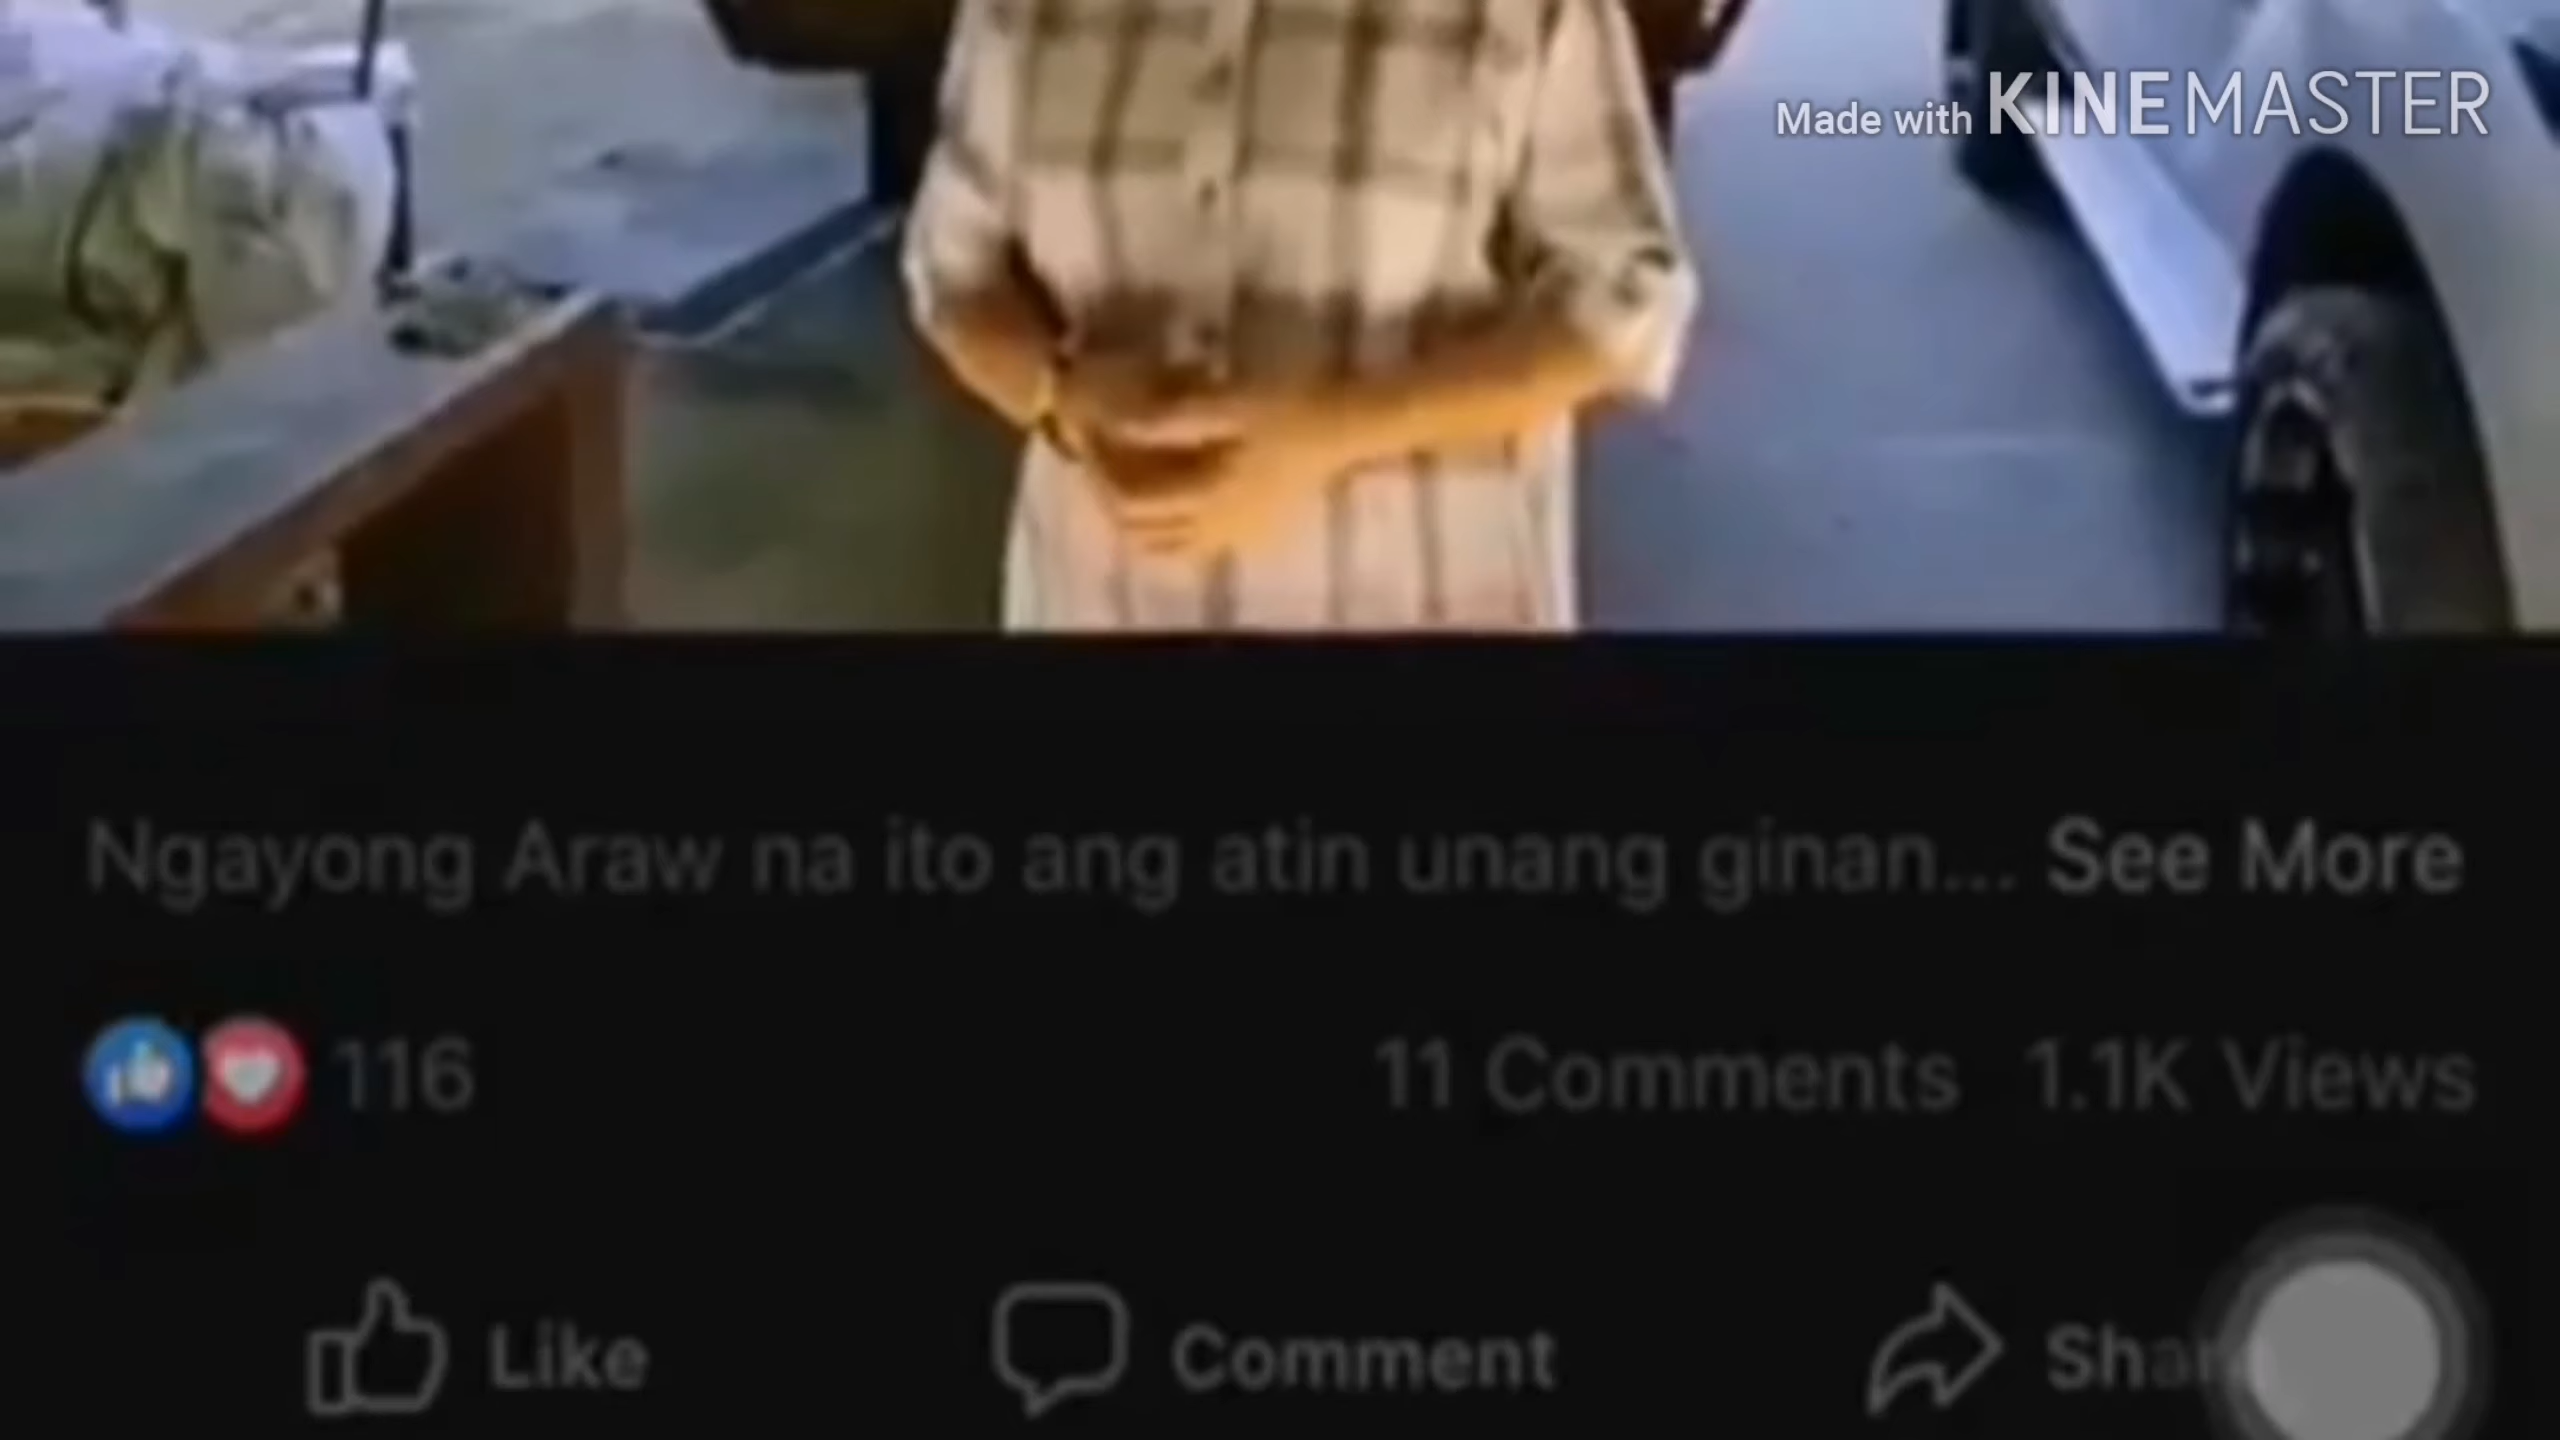 Made with KINEMASTER
Ngayong Araw na ito ang atin unang ginan... See More
116
11 Comments 1.1K Views
Like
Comment